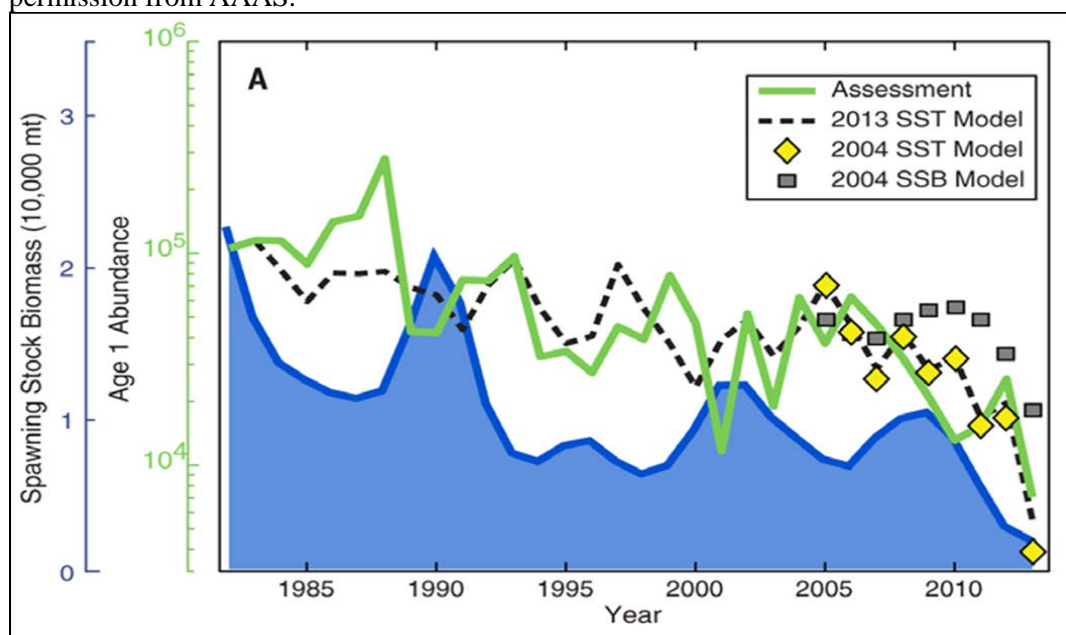 permission from AAAS.
A
Assessment
2013 SST Model
2004 SST Model
2004 SSB Model
Spawning Stock Biomass (10,000 mt)
3
2
1
0
Age 1 Abundance
10⁶
10⁵
10⁴
1985 1990 1995 2000 2005 2010
Year